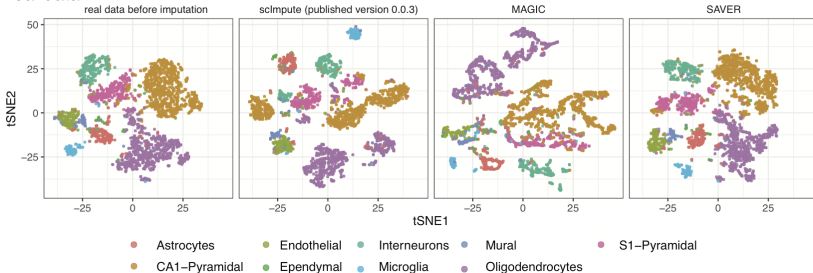 real data before imputation scImpute (published version 0.0.3) MAGIC SAVER
50
25
0
−25
tSNE2
−25 0 25 −25 0 25 −25 0 25 −25 0 25
tSNE1
Astrocytes Endothelial Interneurons Mural S1−Pyramidal
CA1−Pyramidal Ependymal Microglia Oligodendrocytes